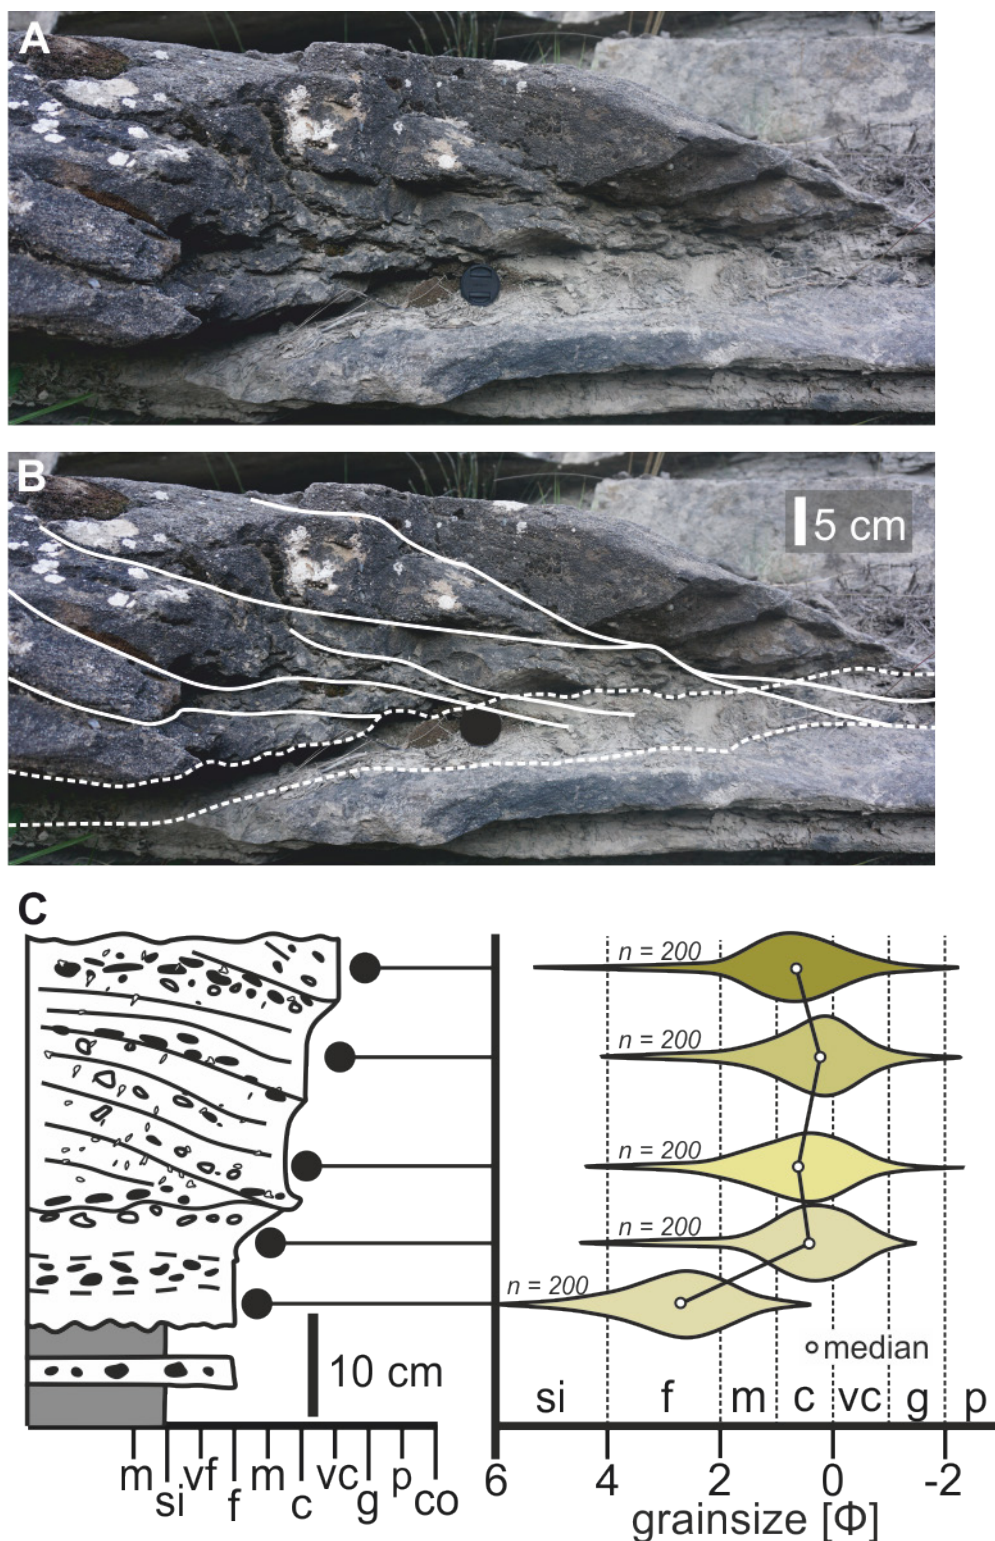 A
B
5 cm
C
n = 200
n = 200
n = 200
n = 200
n = 200
median
10 cm
si f m c vc g p
m si vf f m c vc g p co
6 4 2 0 -2
grainsize [Φ]